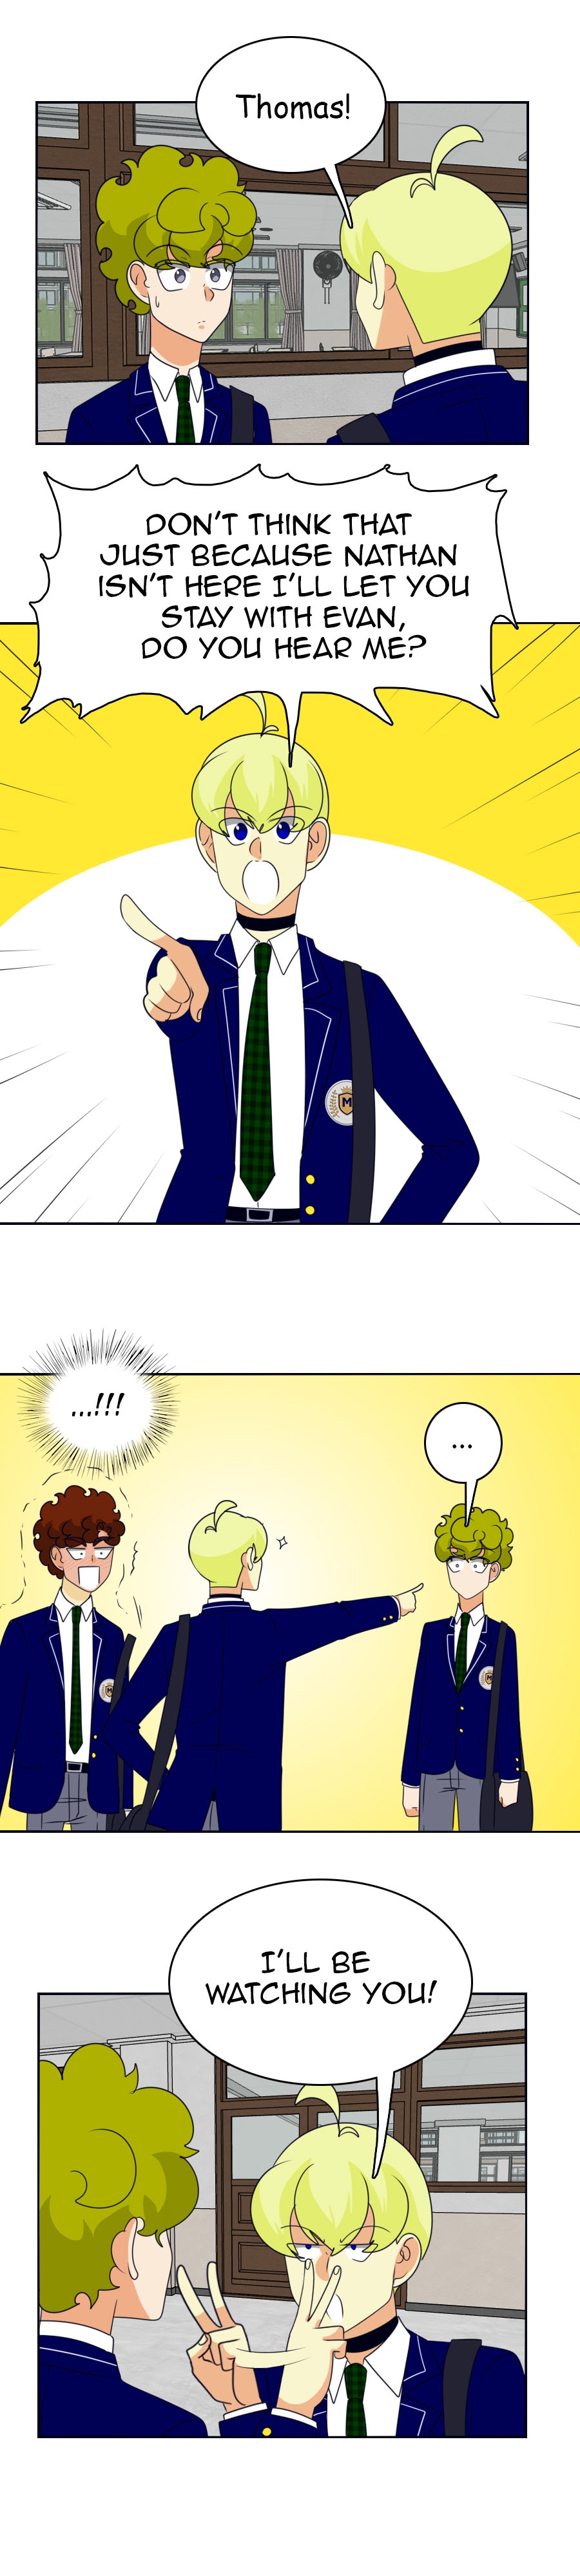 Thomas!
DON'T THINK THAT
JUST BECAUSE NATHAN
ISN'T HERE I'LL LET YOU
STAY WITH EVAN,
DO YOU HEAR ME?
M
...!!!
...
M
M
I'LL BE
WATCHING YOU!